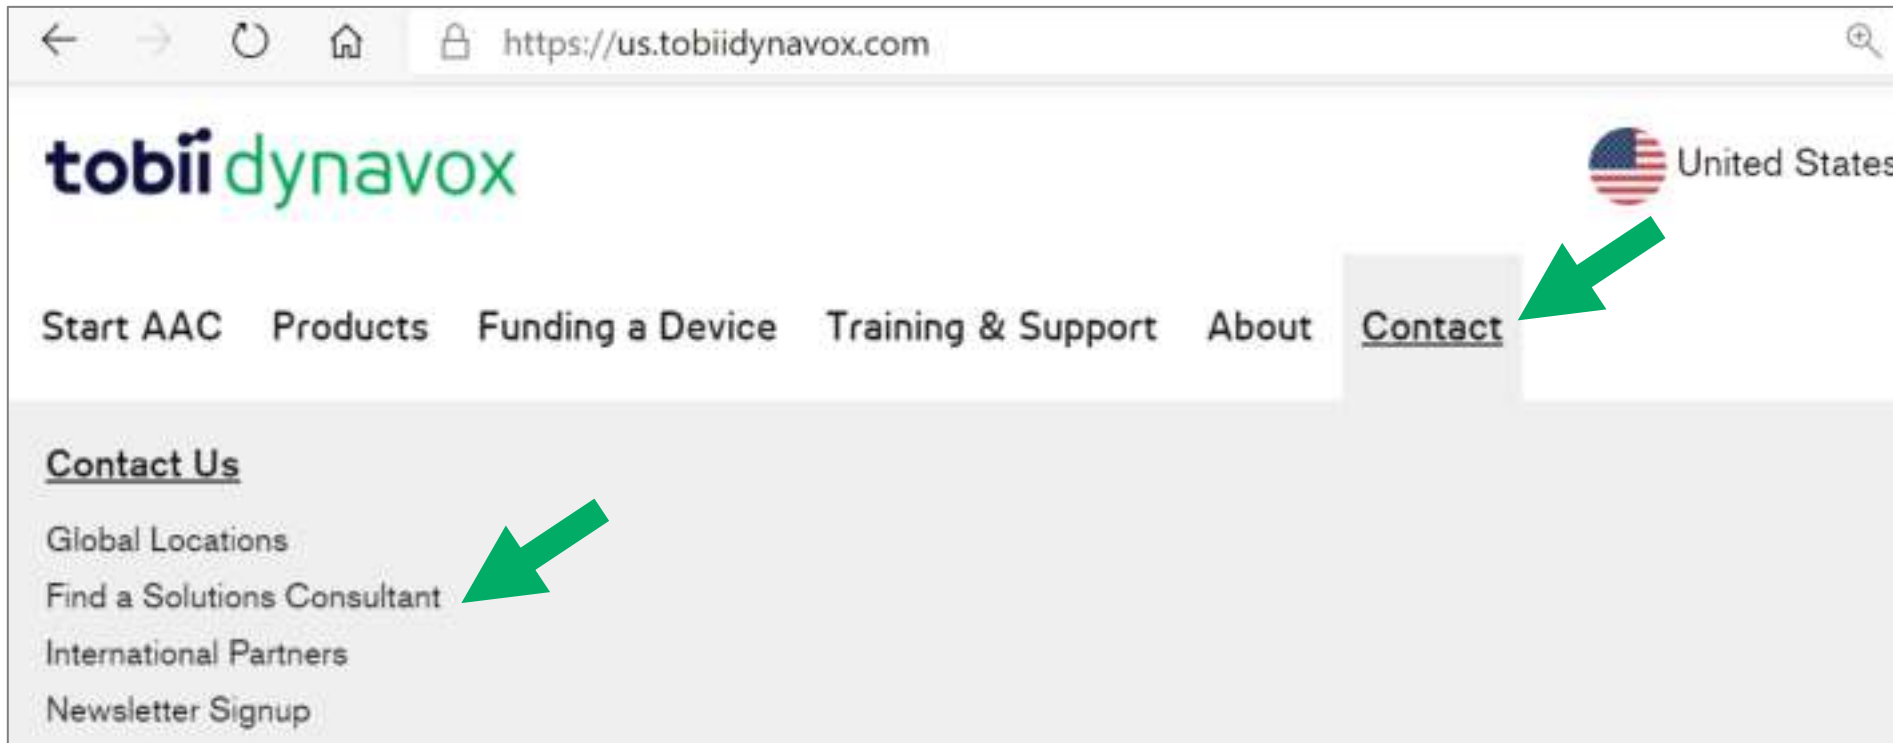 https://us.tobiidynavox.com
tobii dynavox
United States
Start AAC Products Funding a Device Training & Support About Contact
Contact Us
Global Locations
Find a Solutions Consultant
International Partners
Newsletter Signup